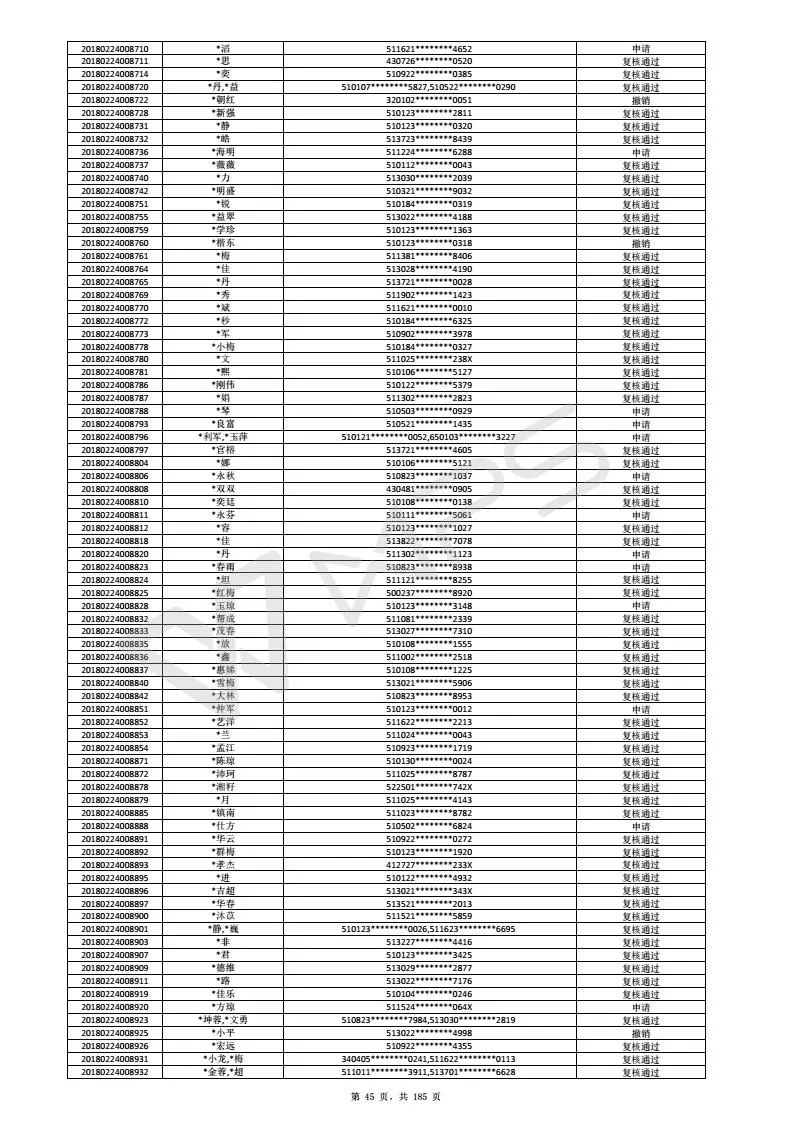 20180224008710 *滔 511621********4652 申请
20180224008711 *思 430726********0520 复核通过
20180224008714 *奕 510922********0385 复核通过
20180224008720 *丹,*益 510107********5827,510522********0290 复核通过
20180224008722 *朝红 320102********0051 撤销
20180224008728 *新强 510123********2811 复核通过
20180224008731 *静 510123********0320 复核通过
20180224008732 *皓 513723********8439 复核通过
20180224008736 *海明 511224********6288 申请
20180224008737 *薇薇 510112********0043 复核通过
20180224008740 *力 513030********2039 复核通过
20180224008742 *明盛 510321********9032 复核通过
20180224008751 *锐 510184********0319 复核通过
20180224008755 *益翠 513022********4188 复核通过
20180224008759 *学珍 510123********1363 复核通过
20180224008760 *楷东 510123********0318 撤销
20180224008761 *梅 511381********8406 复核通过
20180224008764 *佳 513028********4190 复核通过
20180224008765 *丹 513721********0028 复核通过
20180224008769 *秀 511902********1423 复核通过
20180224008770 *斌 511621********0010 复核通过
20180224008772 *砂 510184********6325 复核通过
20180224008773 *军 510902********3978 复核通过
20180224008778 *小梅 510184********0327 复核通过
20180224008780 *文 511025********238X 复核通过
20180224008781 *熙 510106********5127 复核通过
20180224008786 *刚伟 510122********5379 复核通过
20180224008787 *娟 511302********2823 复核通过
20180224008788 *琴 510503********0929 申请
20180224008793 *良富 510521********1435 申请
20180224008796 *利军,*玉萍 510121********0052,650103********3227 申请
20180224008797 *官榕 513721********4605 复核通过
20180224008804 *娜 510106********5121 复核通过
20180224008806 *永秋 510823********1037 申请
20180224008808 *双双 430481********0905 复核通过
20180224008810 *奕廷 510108********0138 复核通过
20180224008811 *永芬 510111********5061 申请
20180224008812 *容 510123********1027 复核通过
20180224008818 *佳 513822********7078 复核通过
20180224008820 *丹 511302********1123 申请
20180224008823 *春雨 510823********8938 申请
20180224008824 *坦 511121********8255 复核通过
20180224008825 *红梅 500237********8920 复核通过
20180224008828 *玉琼 510123********3148 申请
20180224008832 *帮成 511081********2339 复核通过
20180224008833 *茂春 513027********7310 复核通过
20180224008835 *放 510108********1555 复核通过
20180224008836 *鑫 511002********2518 复核通过
20180224008837 *惠娣 510108********1225 复核通过
20180224008840 *雪梅 513021********5906 复核通过
20180224008842 *大林 510823********8953 复核通过
20180224008851 *仲军 510123********0012 申请
20180224008852 *艺洋 511622********2213 复核通过
20180224008853 *兰 511024********0043 复核通过
20180224008854 *孟江 510923********1719 复核通过
20180224008871 *陈琼 510130********0024 复核通过
20180224008872 *沛珂 511025********8787 复核通过
20180224008878 *湘籽 522501********742X 复核通过
20180224008879 *月 511025********4143 复核通过
20180224008885 *镇南 511023********8782 复核通过
20180224008888 *仕方 510502********6824 申请
20180224008891 *华云 510922********0272 复核通过
20180224008892 *群梅 510123********1920 复核通过
20180224008893 *孝杰 412727********233X 复核通过
20180224008895 *进 510122********4932 复核通过
20180224008896 *吉超 513021********343X 复核通过
20180224008897 *华春 513521********2013 复核通过
20180224008900 *沐苡 511521********5859 复核通过
20180224008901 *静,*巍 510123********0026,511623********6695 复核通过
20180224008903 *非 513227********4416 复核通过
20180224008907 *君 510123********3425 复核通过
20180224008909 *德维 513029********2877 复核通过
20180224008911 *路 513022********7176 复核通过
20180224008919 *佳乐 510104********0246 复核通过
20180224008920 *方琼 511524********064X 申请
20180224008923 *坤蓉,*文勇 510823********7984,513030********2819 复核通过
20180224008925 *小平 513022********4998 撤销
20180224008926 *宏远 510922********4355 复核通过
20180224008931 *小龙,*梅 340405********0241,511622********0113 复核通过
20180224008932 *金蓉,*超 511011********3911,513701********6628 复核通过
第 45 页，共 185 页